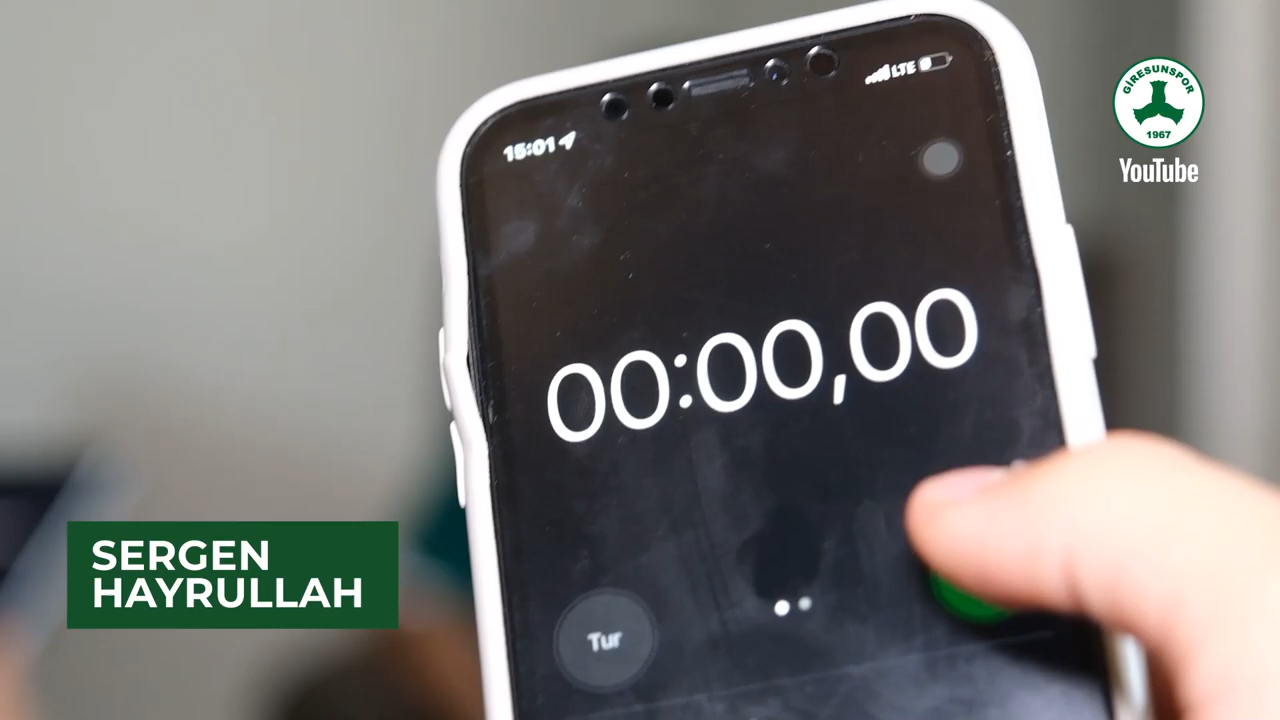 15:01
LTE
GİRESUNSPOR
1967
YouTube
00:00,00
SERGEN
HAYRULLAH
Tur